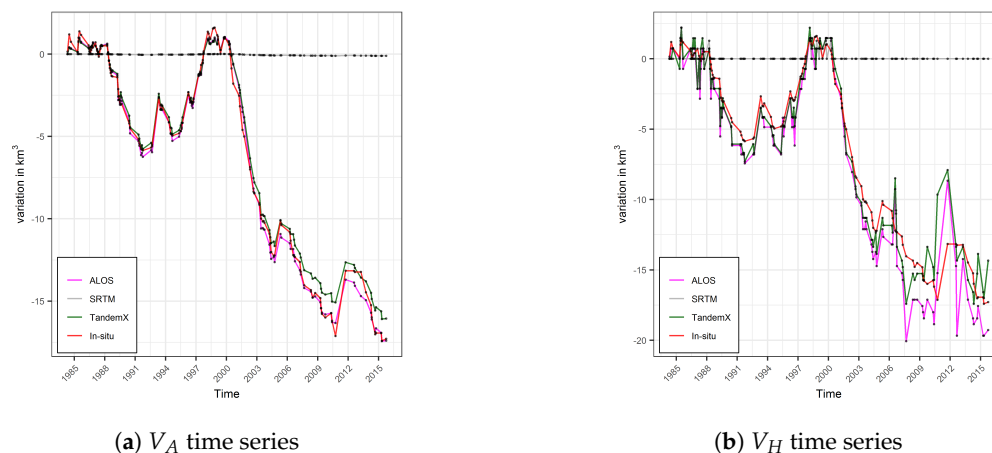 0
-5
-10
-15
variation in km³
ALOS
SRTM
TandemX
In-situ
1985 1988 1991 1994 1997 2000 2003 2006 2009 2012 2015
Time
(a) V_A time series
0
-5
-10
-15
-20
variation in km³
ALOS
SRTM
TandemX
In-situ
1985 1988 1991 1994 1997 2000 2003 2006 2009 2012 2015
Time
(b) V_H time series